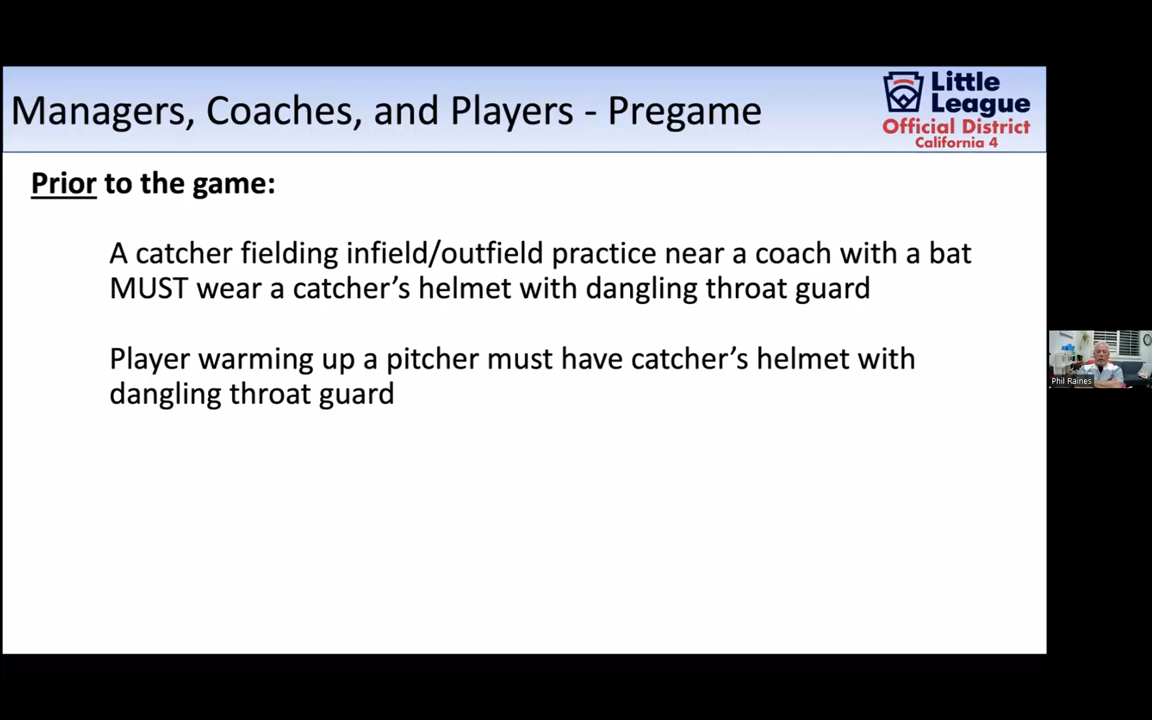 Managers, Coaches, and Players - Pregame
Little
League
Official District
California 4
Prior to the game:
A catcher fielding infield/outfield practice near a coach with a bat
MUST wear a catcher’s helmet with dangling throat guard
Player warming up a pitcher must have catcher’s helmet with
dangling throat guard
Phil Raines